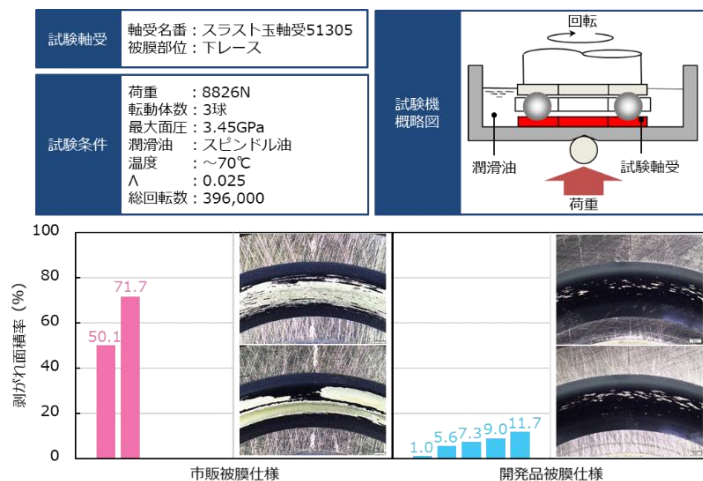 試験軸受
軸受名番：スラスト玉軸受51305
被膜部位：下レース
試験条件
荷重　　：8826N
転動体数：3球
最大面圧：3.45GPa
潤滑油　：スピンドル油
温度　　：～70℃
Λ　　　：0.025
総回転数：396,000
試験機
概略図
回転
潤滑油
試験軸受
荷重
剥がれ面積率（%）
100
80
60
40
20
0
50.1
71.7
1.0
5.6
7.3
9.0
11.7
市販被膜仕様
開発品被膜仕様